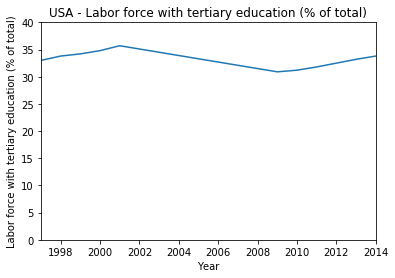 USA - Labor force with tertiary education (% of total)
Labor force with tertiary education (% of total)
40
35
30
25
20
15
10
5
0
1998 2000 2002 2004 2006 2008 2010 2012 2014
Year